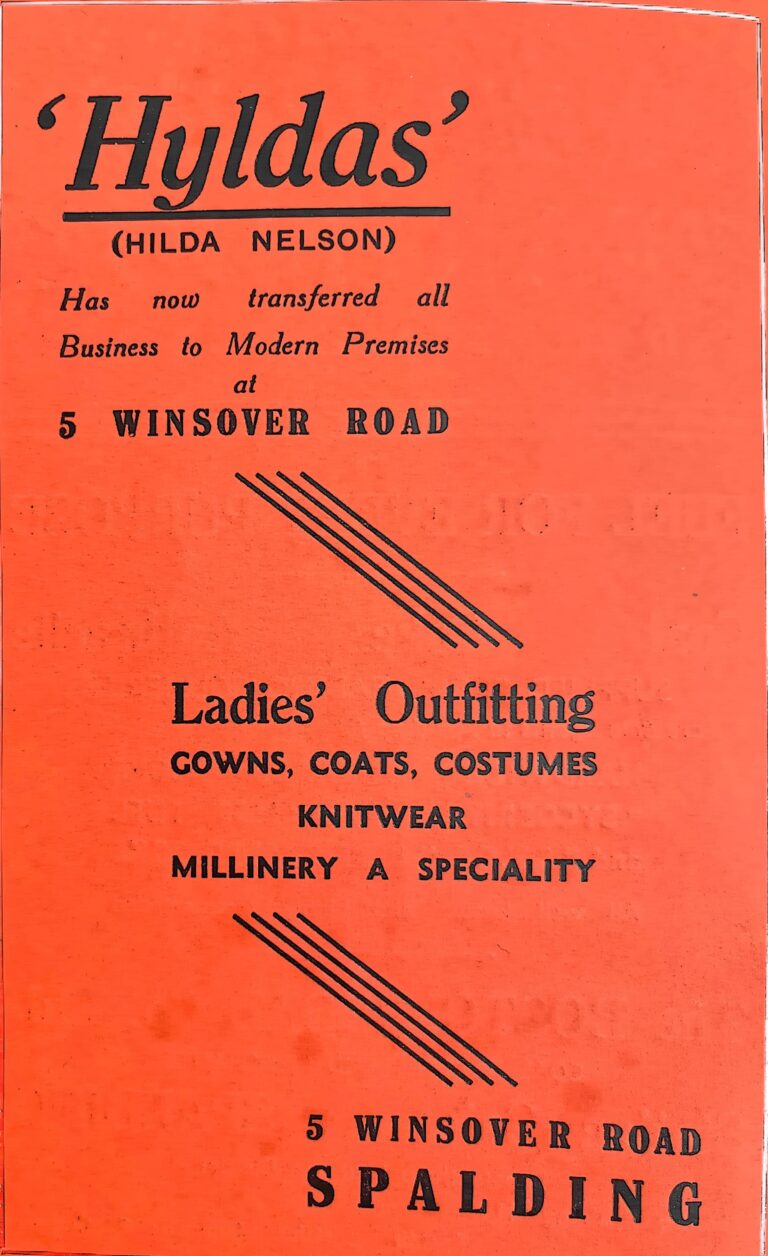 ‘Hyldas’
(HILDA NELSON)
Has now transferred all
Business to Modern Premises
at
5 WINSOVER ROAD
Ladies’ Outfitting
GOWNS, COATS, COSTUMES
KNITWEAR
MILLINERY A SPECIALITY
5 WINSOVER ROAD
SPALDING